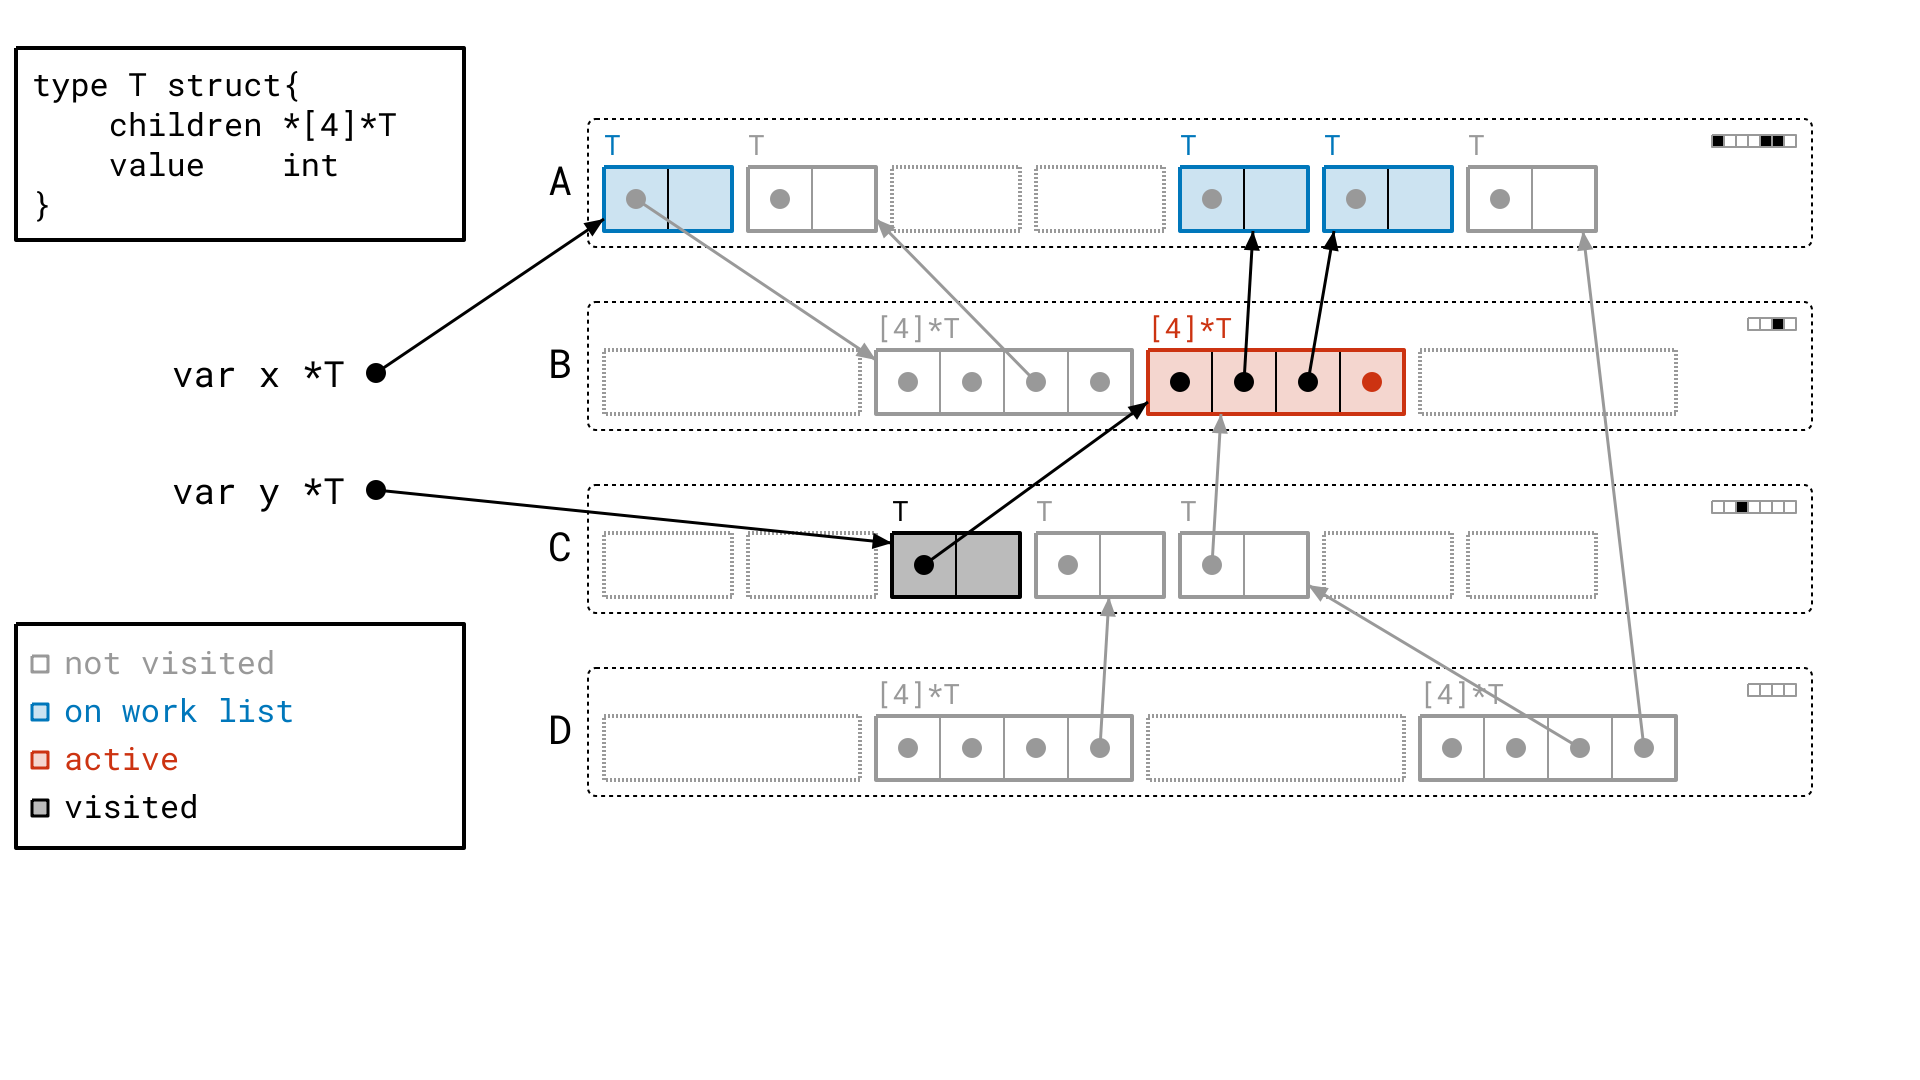 type T struct{
    children *[4]*T
    value    int
}
var x *T
var y *T
not visited
on work list
active
visited
A
T
T
T
T
T
B
[4]*T
[4]*T
C
T
T
T
D
[4]*T
[4]*T